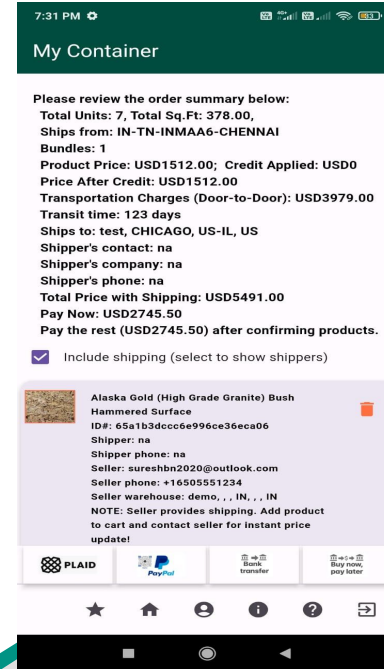 7:31 PM
4G+
83
My Container
Please review the order summary below:
Total Units: 7, Total Sq.Ft: 378.00,
Ships from: IN-TN-INMAA6-CHENNAI
Bundles: 1
Product Price: USD1512.00; Credit Applied: USD0
Price After Credit: USD1512.00
Transportation Charges (Door-to-Door): USD3979.00
Transit time: 123 days
Ships to: test, CHICAGO, US-IL, US
Shipper's contact: na
Shipper's company: na
Shipper's phone: na
Total Price with Shipping: USD5491.00
Pay Now: USD2745.50
Pay the rest (USD2745.50) after confirming products.
Include shipping (select to show shippers)
Alaska Gold (High Grade Granite) Bush
Hammered Surface
ID#: 65a1b3dccc6e996ce36eca06
Shipper: na
Shipper phone: na
Seller: sureshbn2020@outlook.com
Seller phone: +16505551234
Seller warehouse: demo, , , IN, , , IN
NOTE: Seller provides shipping. Add product
to cart and contact seller for instant price
update!
PLAID
PayPal
Bank
transfer
Buy now,
pay later